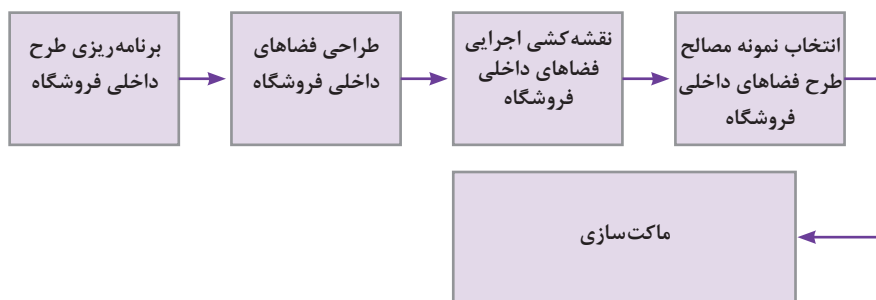 برنامه‌ریزی طرح
داخلی فروشگاه
طراحی فضاهای
داخلی فروشگاه
نقشه‌کشی اجرایی
فضاهای داخلی
فروشگاه
انتخاب نمونه مصالح
طرح فضاهای داخلی
فروشگاه
ماکت‌سازی